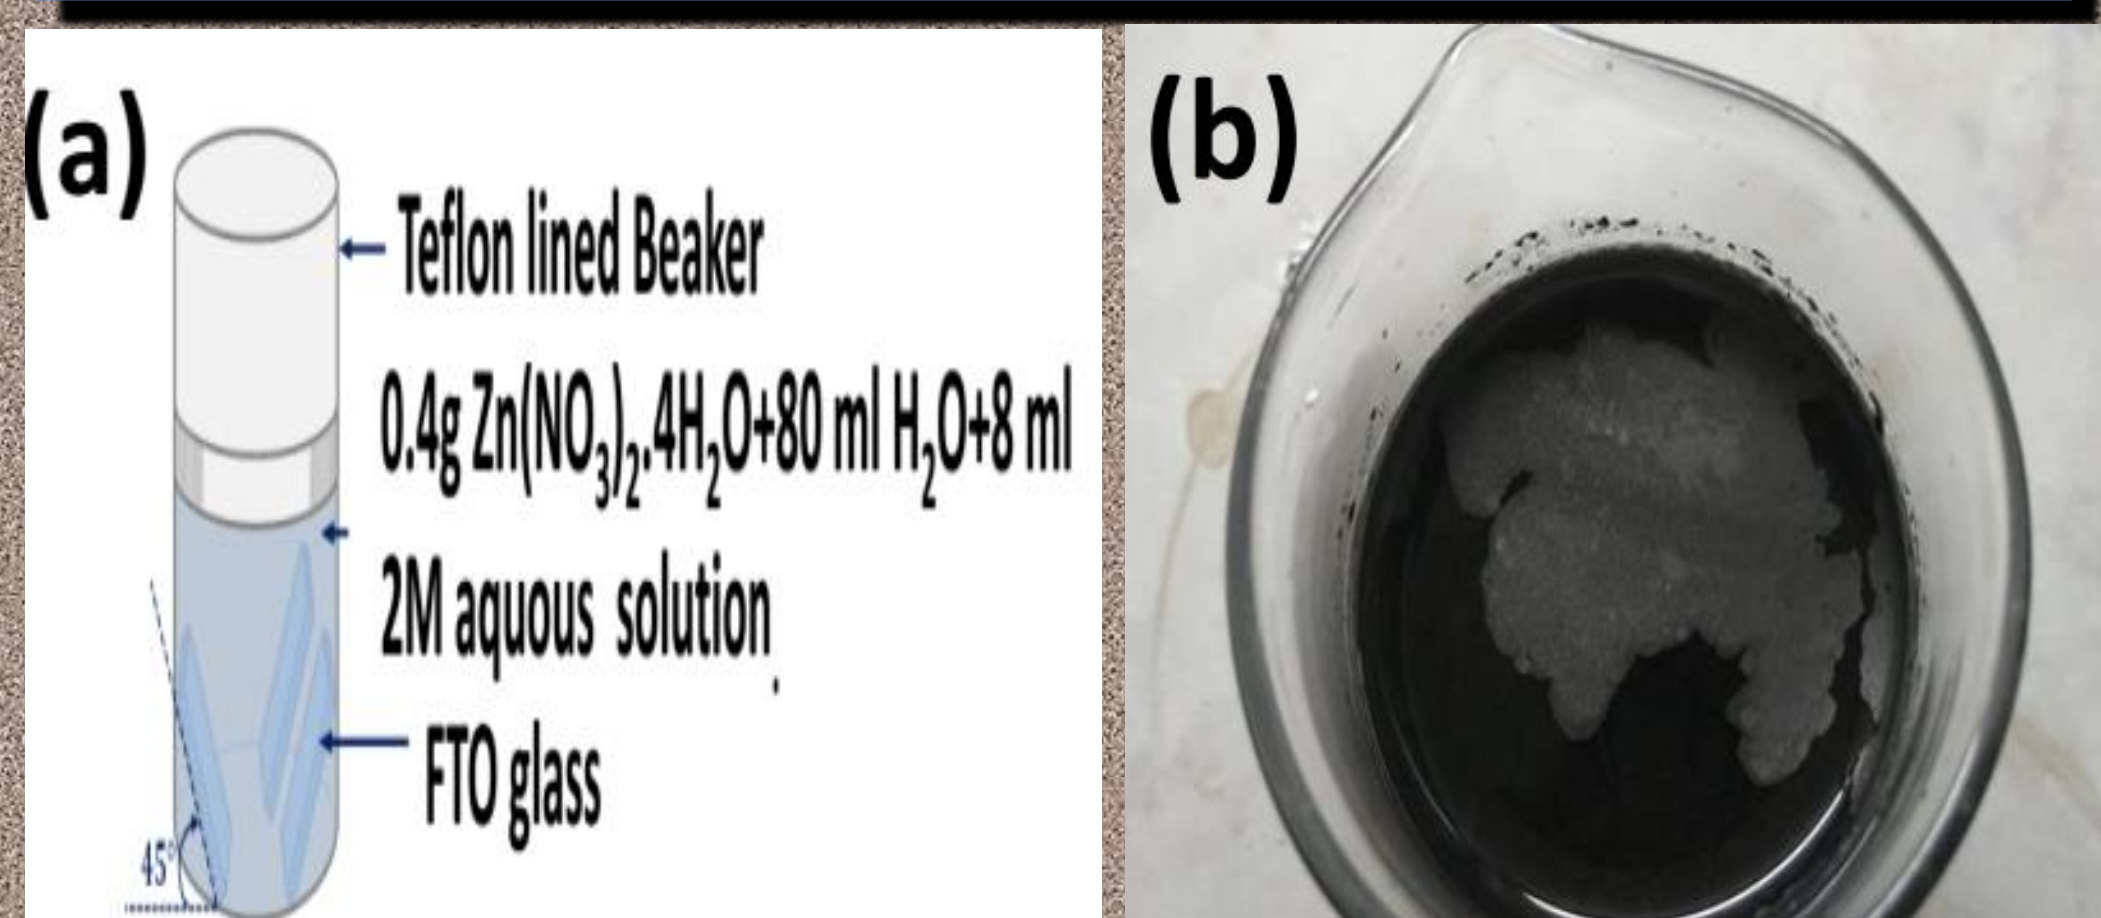 (a)
Teflon lined Beaker
0.4g Zn(NO₃)₂.4H₂O+80 ml H₂O+8 ml
2M aquous solution
.
FTO glass
45°
(b)